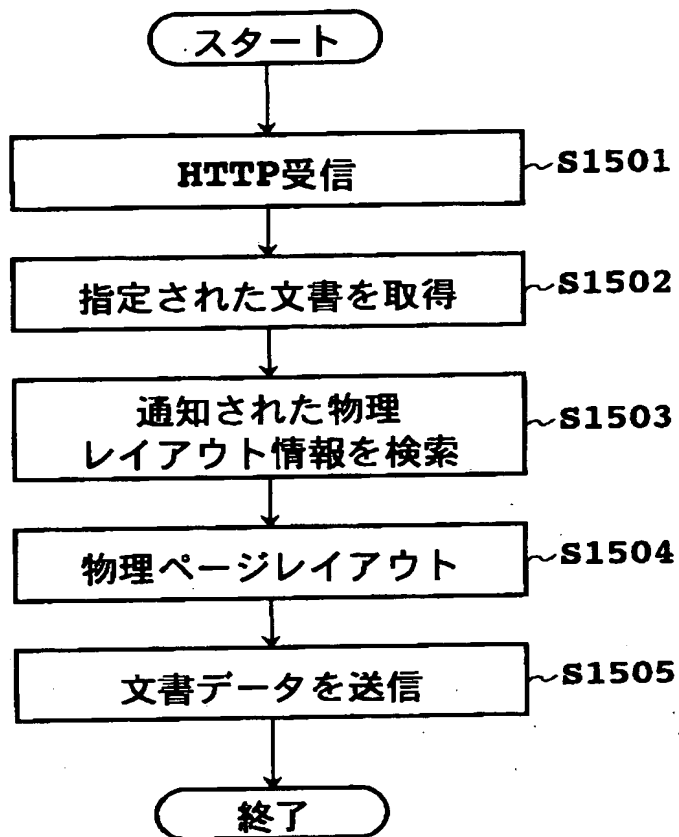 スタート
HTTP受信 ~S1501
指定された文書を取得 ~S1502
通知された物理
レイアウト情報を検索 ~S1503
物理ページレイアウト ~S1504
文書データを送信 ~S1505
終了